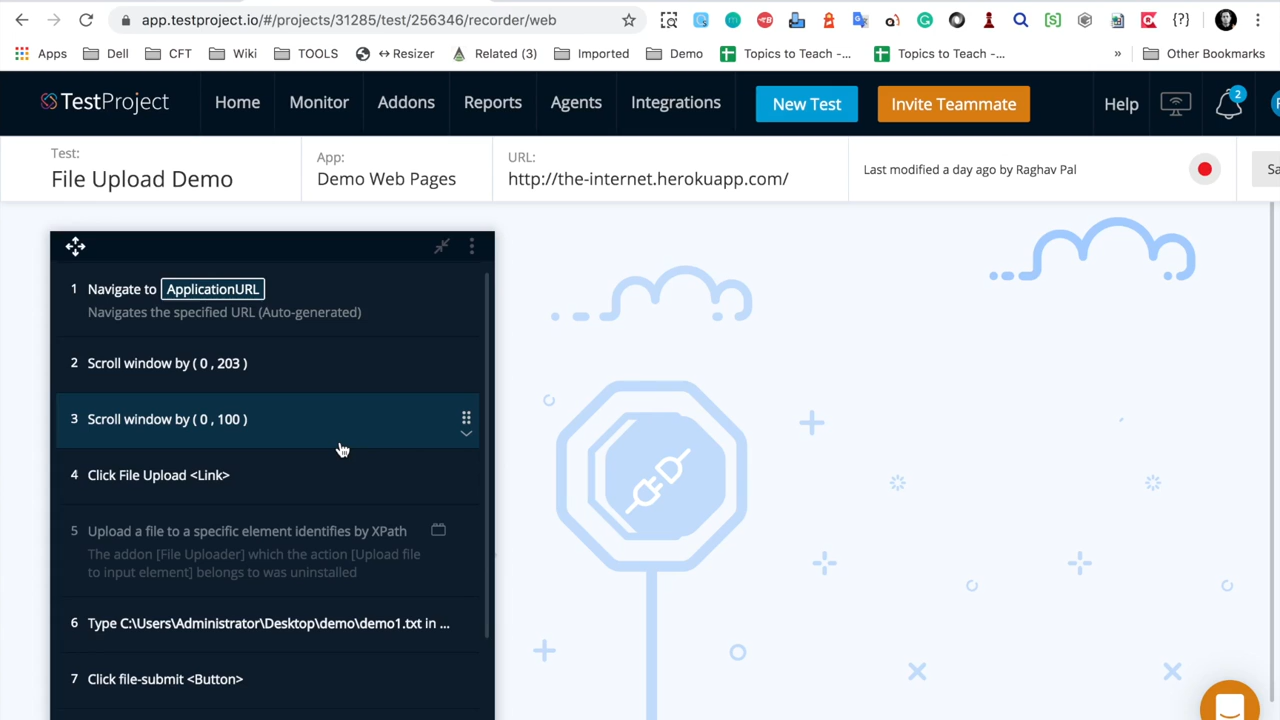 app.testproject.io/#/projects/31285/test/256346/recorder/web
Apps Dell CFT Wiki TOOLS ↔ Resizer Related (3) Imported Demo Topics to Teach -... Topics to Teach -... » Other Bookmarks
TestProject Home Monitor Addons Reports Agents Integrations New Test Invite Teammate Help 2
Test: App: URL:
File Upload Demo Demo Web Pages http://the-internet.herokuapp.com/ Last modified a day ago by Raghav Pal Sa
1 Navigate to ApplicationURL
Navigates the specified URL (Auto-generated)
2 Scroll window by ( 0 , 203 )
3 Scroll window by ( 0 , 100 )
4 Click File Upload <Link>
5 Upload a file to a specific element identifies by XPath
The addon [File Uploader] which the action [Upload file
to input element] belongs to was uninstalled
6 Type C:\Users\Administrator\Desktop\demo\demo1.txt in ...
7 Click file-submit <Button>